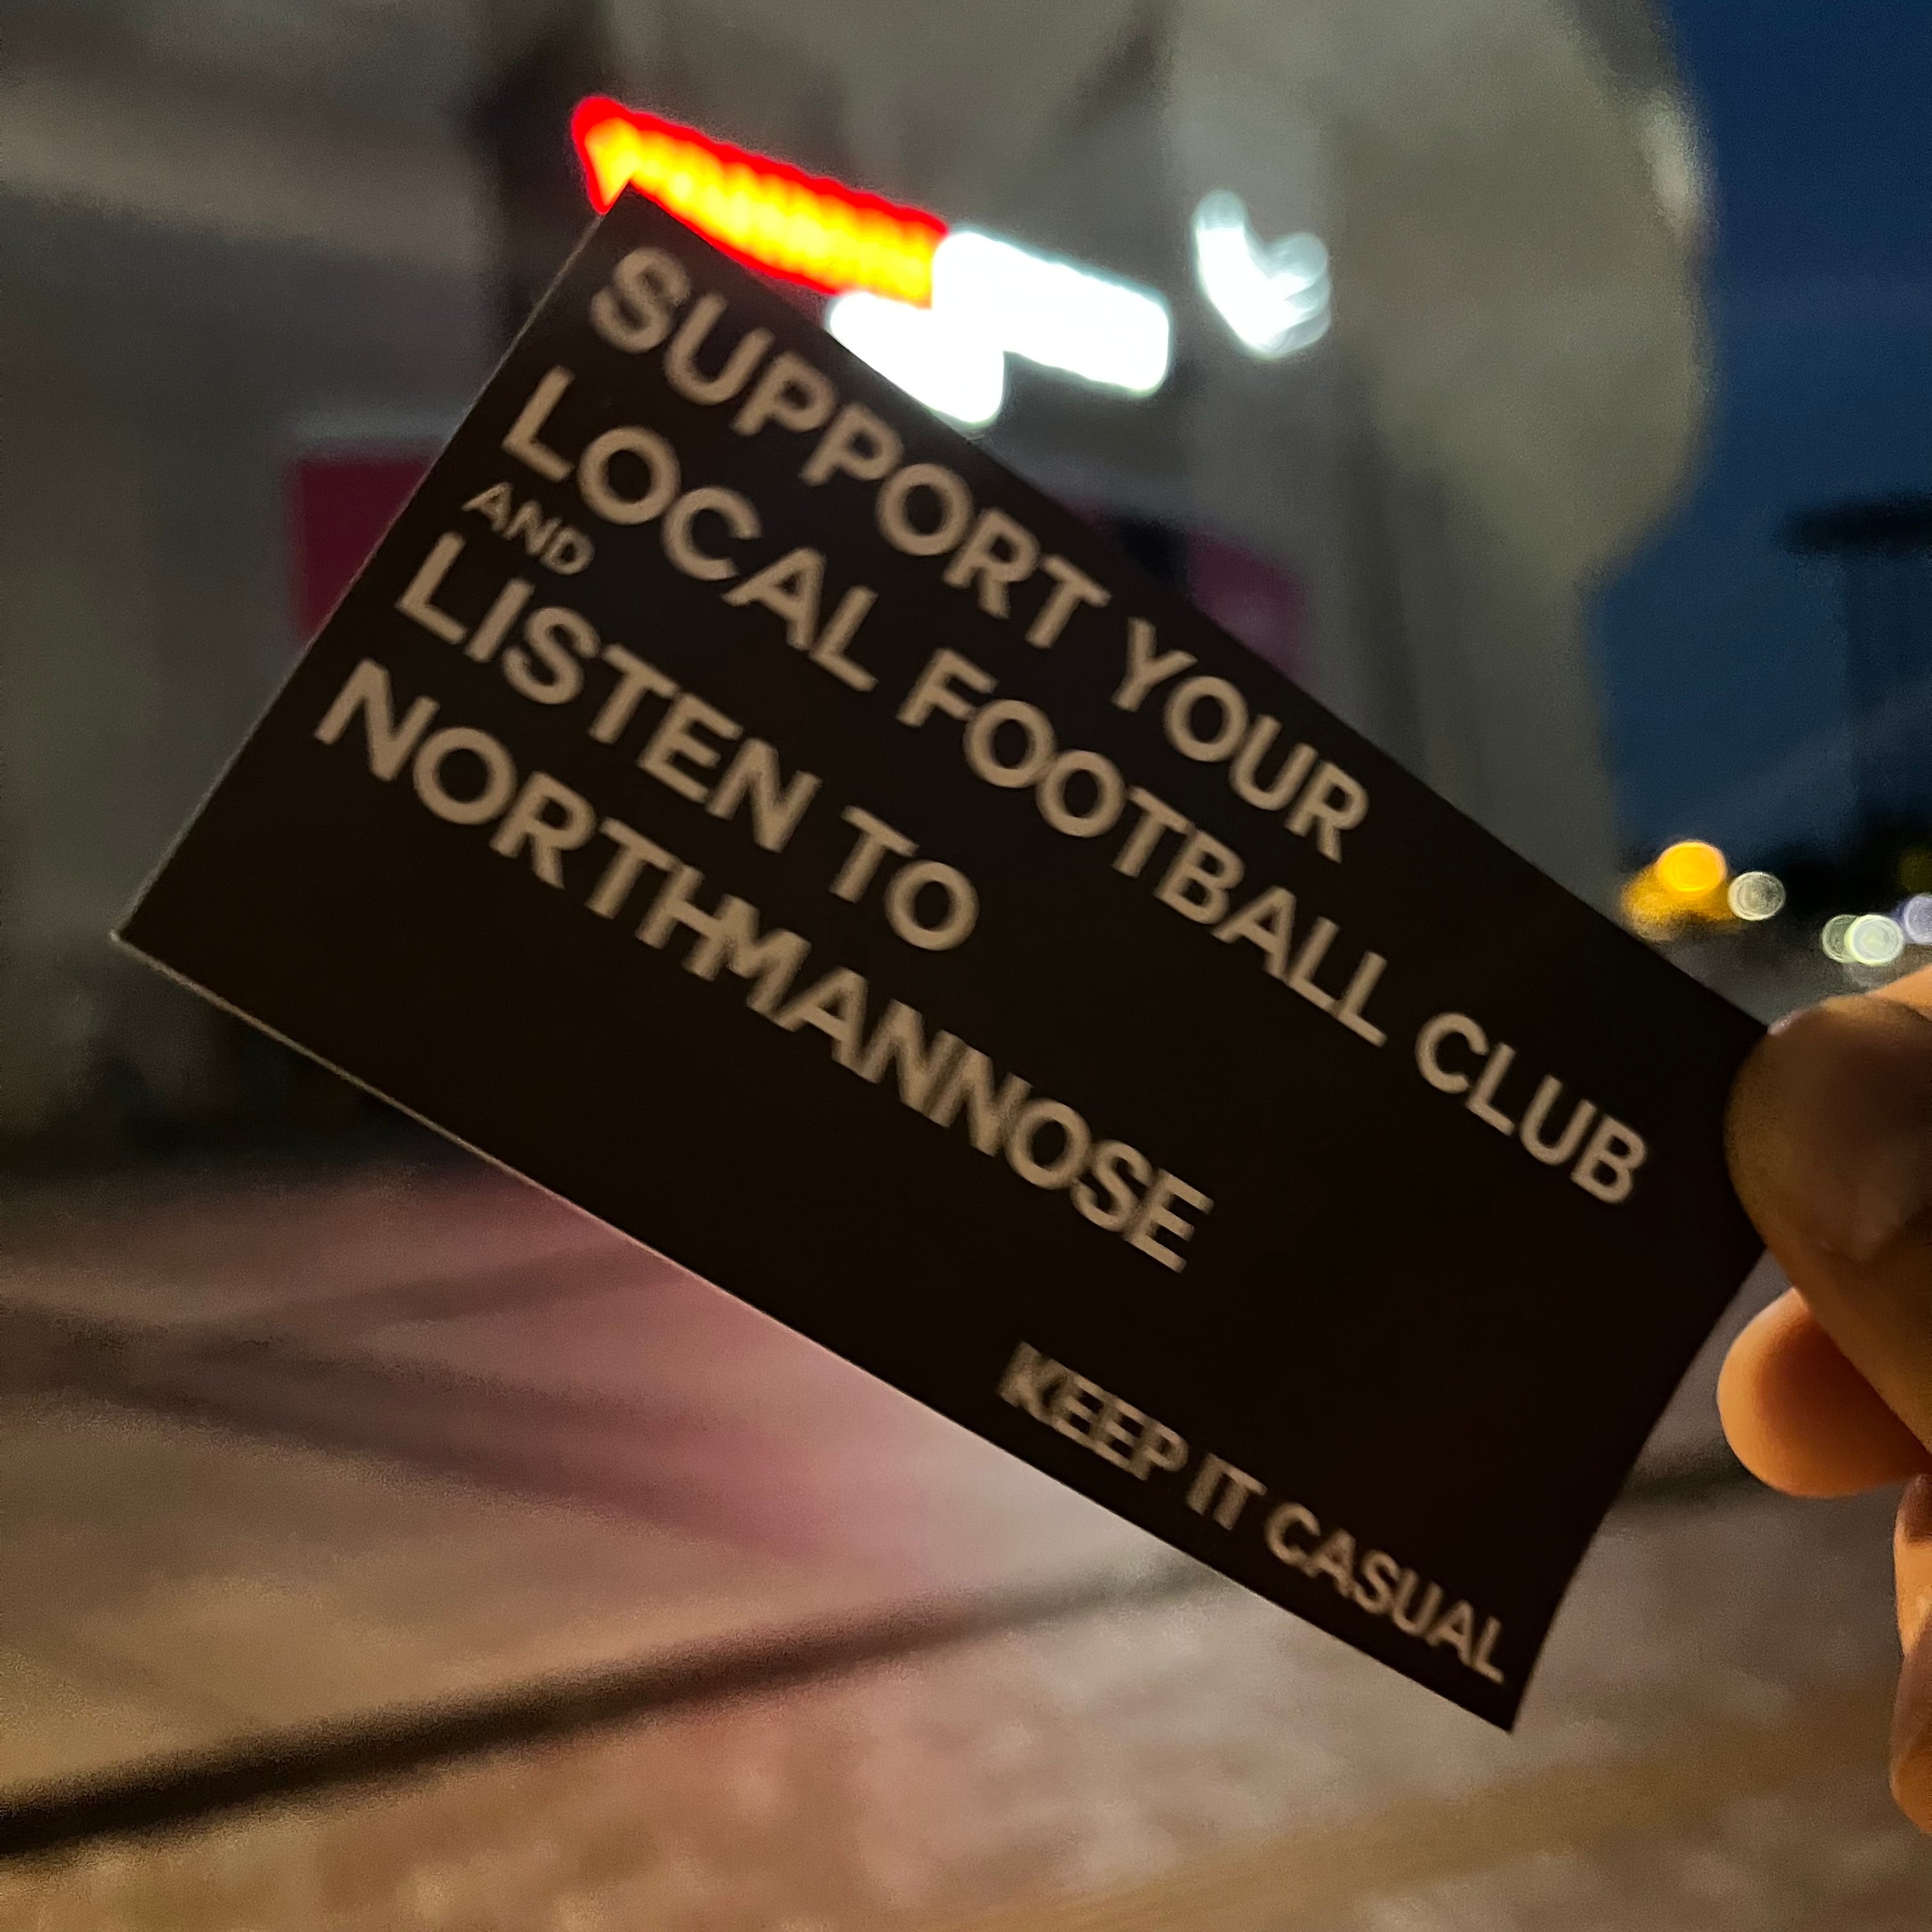 SUPPORT YOUR
LOCAL FOOTBALL CLUB
AND
LISTEN TO
NORTHMANNOSE
KEEP IT CASUAL